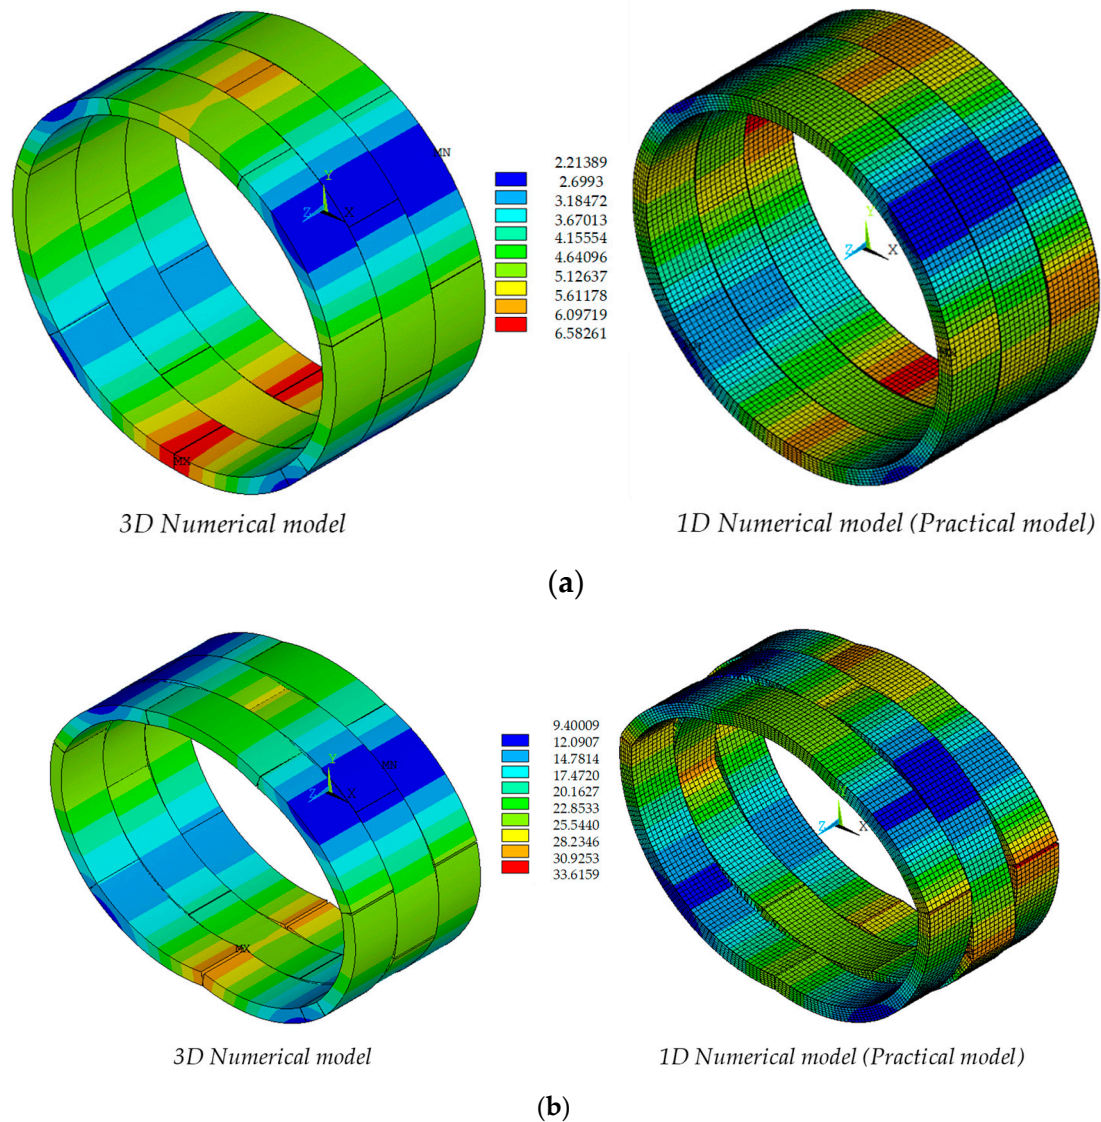 MN
Y
Z
X
MX
2.21389
2.6993
3.18472
3.67013
4.15554
4.64096
5.12637
5.61178
6.09719
6.58261
Y
Z
X
3D Numerical model
1D Numerical model (Practical model)
(a)
MN
Y
Z
X
MX
9.40009
12.0907
14.7814
17.4720
20.1627
22.8533
25.5440
28.2346
30.9253
33.6159
Y
Z
X
3D Numerical model
1D Numerical model (Practical model)
(b)